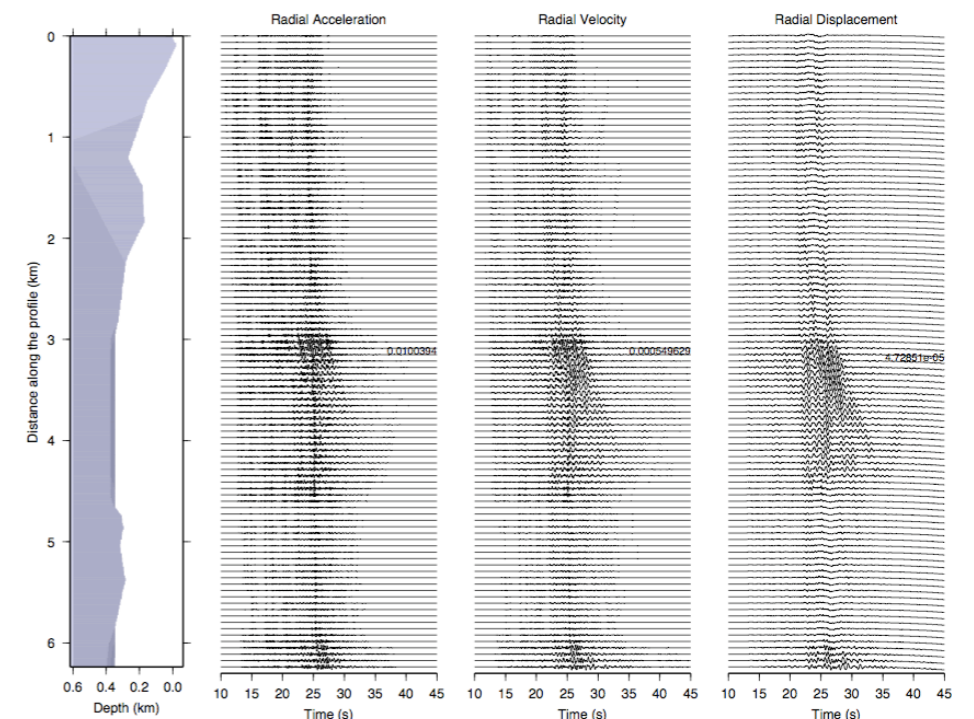 Radial Acceleration
Radial Velocity
Radial Displacement
0
1
2
3
4
5
6
Distance along the profile (km)
0.6 0.4 0.2 0.0
Depth (km)
0.0100394
0.000549629
4.72851e-05
10 15 20 25 30 35 40 45
Time (s)
10 15 20 25 30 35 40 45
Time (s)
10 15 20 25 30 35 40 45
Time (s)